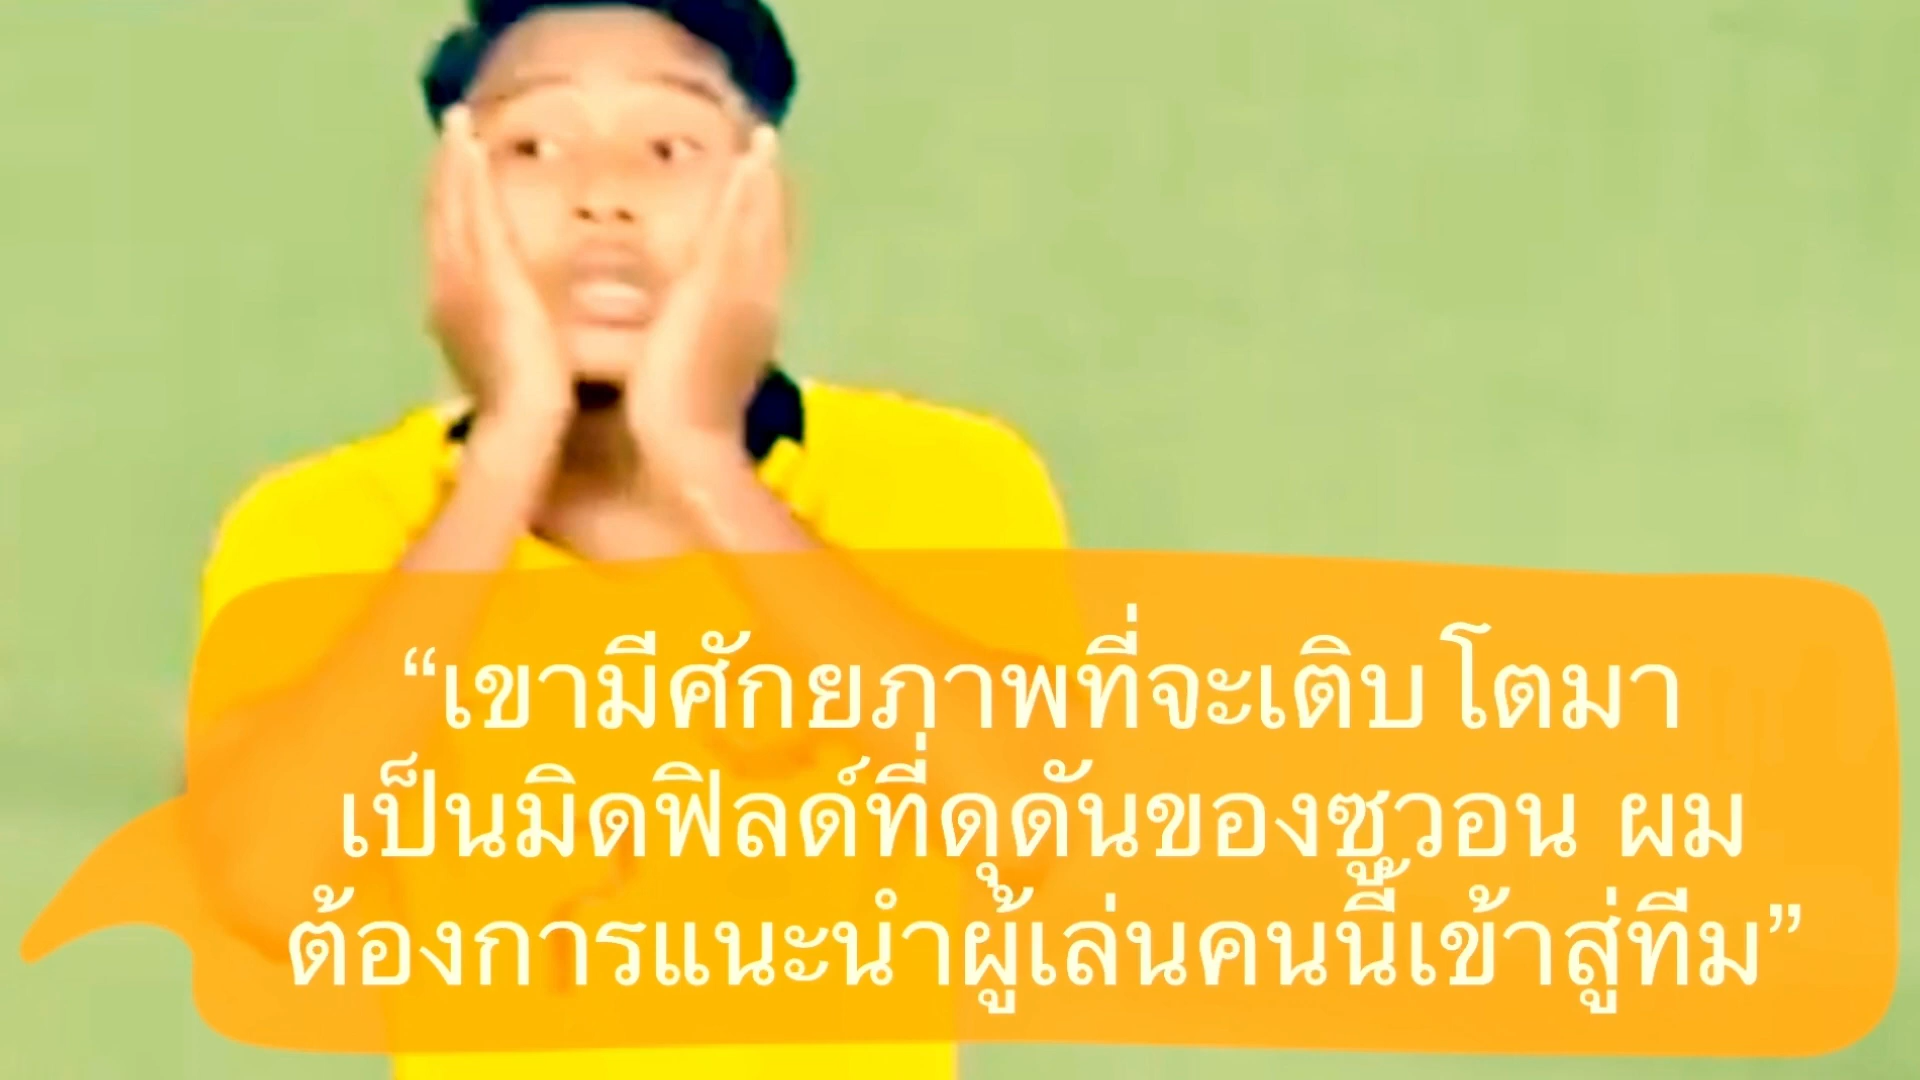 “เขามีศักยภาพที่จะเติบโตมา
เป็นมิดฟิลด์ที่ดุดันของซูวอน ผม
ต้องการแนะนำผู้เล่นคนนี้เข้าสู่ทีม”